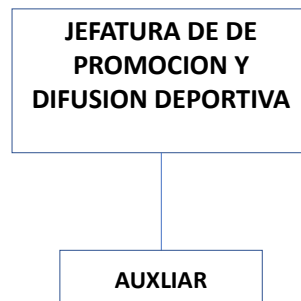 JEFATURA DE DE
PROMOCION Y
DIFUSION DEPORTIVA
AUXLIAR